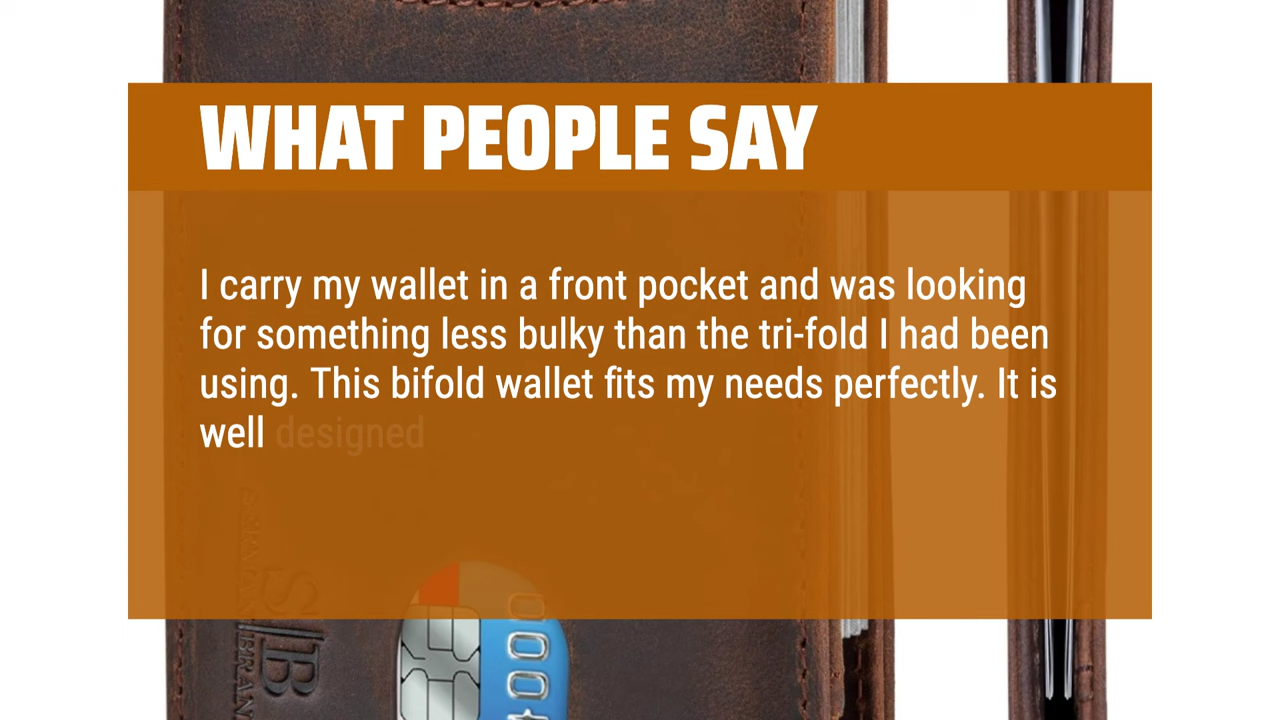 WHAT PEOPLE SAY
I carry my wallet in a front pocket and was looking
for something less bulky than the tri-fold I had been
using. This bifold wallet fits my needs perfectly. It is
well designed